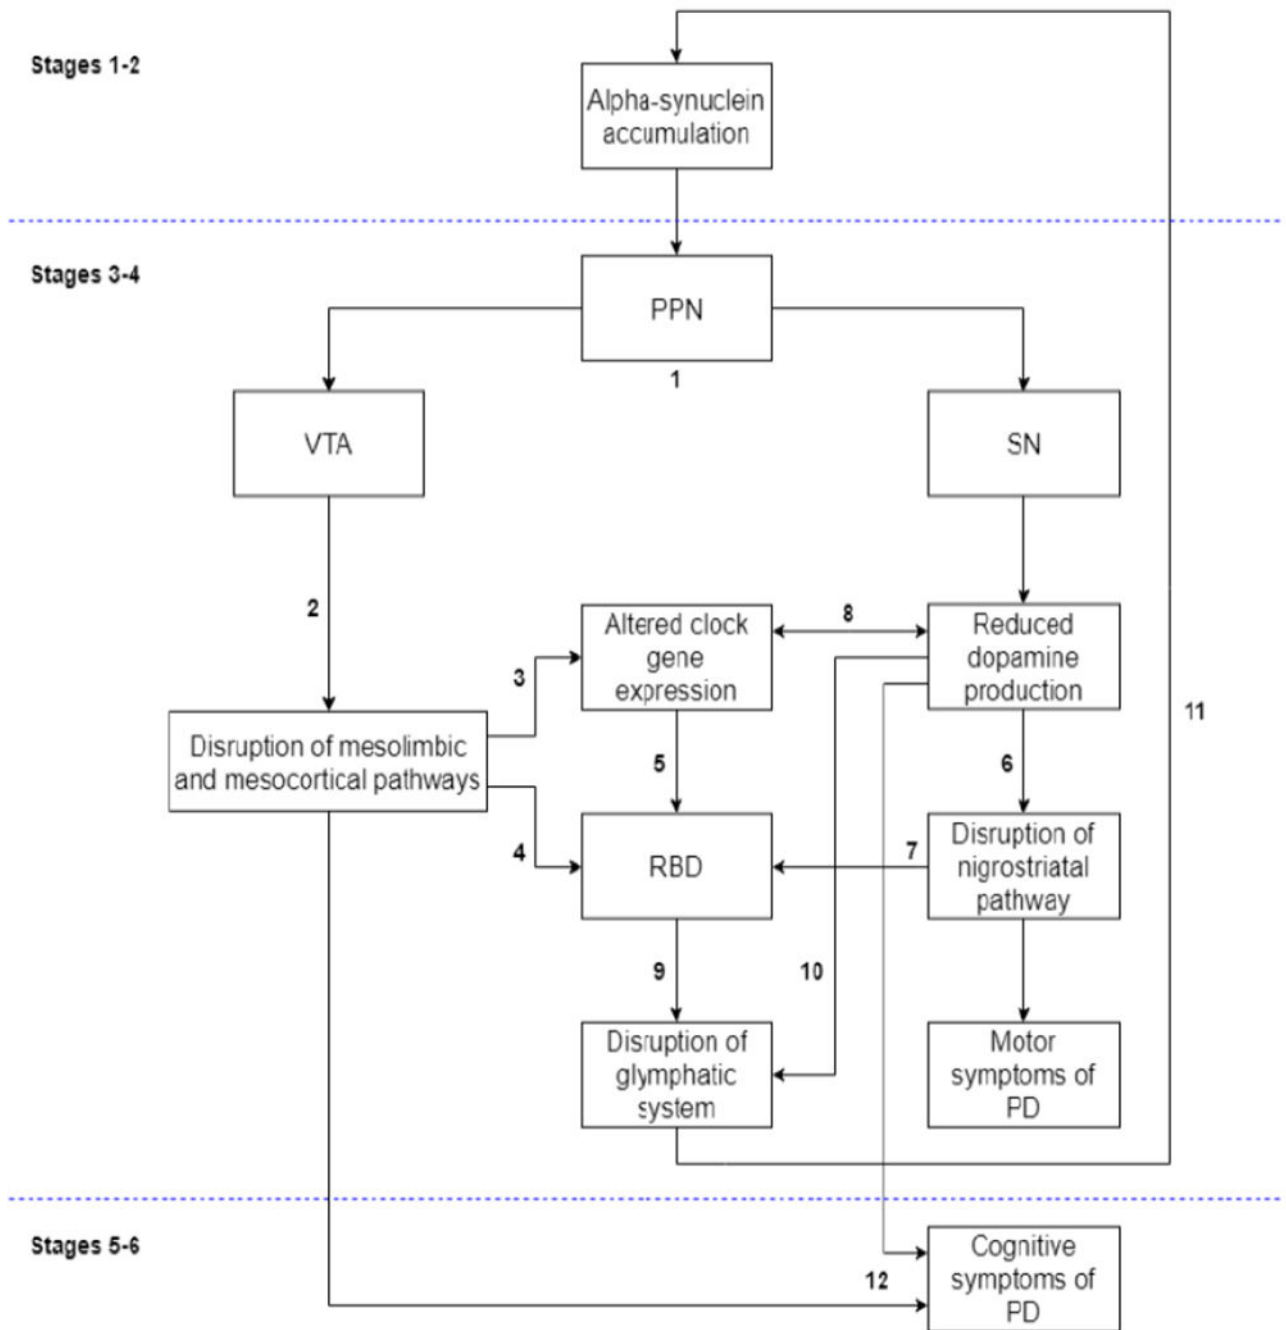 Stages 1-2
Alpha-synuclein
accumulation
Stages 3-4
PPN
1
VTA
SN
2
Altered clock
gene
expression
8
Reduced
dopamine
production
3
11
Disruption of mesolimbic
and mesocortical pathways
5
6
4
RBD
7
Disruption of
nigrostriatal
pathway
9
10
Disruption of
glymphatic
system
Motor
symptoms of
PD
Stages 5-6
Cognitive
symptoms of
PD
12